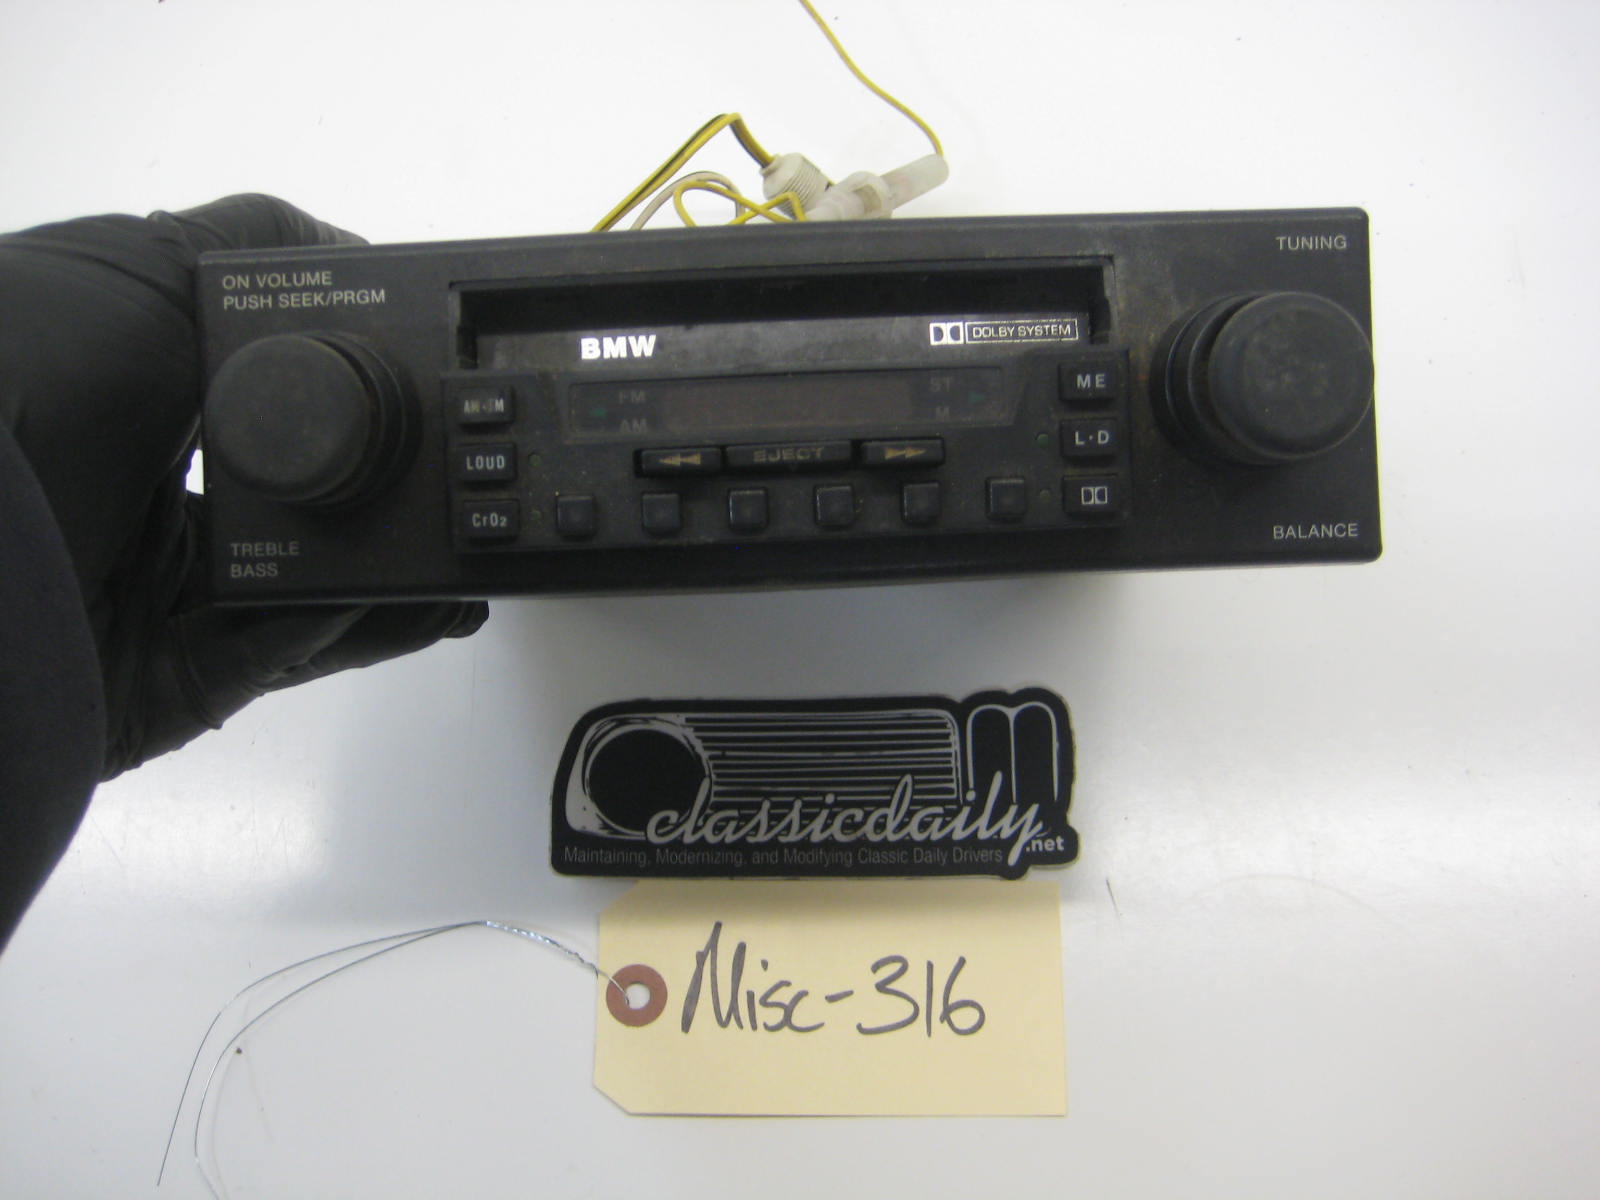 TUNING
ON VOLUME
PUSH SEEK/PRGM
BMW
DOLBY SYSTEM
ME
FM
ST
AM•FM
AM
M
L•D
LOUD
EJECT
CrO₂
BALANCE
TREBLE
BASS
classicdaily.net
Maintaining, Modernizing, and Modifying Classic Daily Drivers
Misc-316